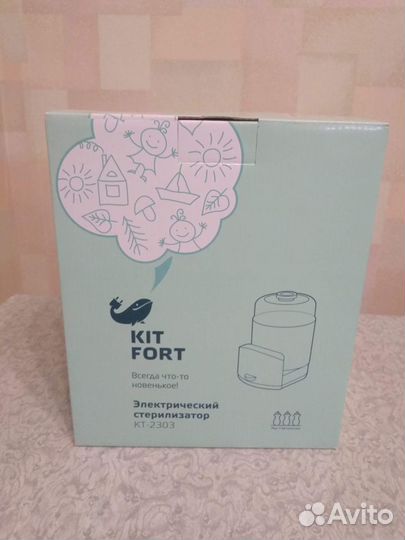 KIT
FORT
Всегда что-то
новенькое!
Электрический
стерилизатор
КТ-2303
Avito